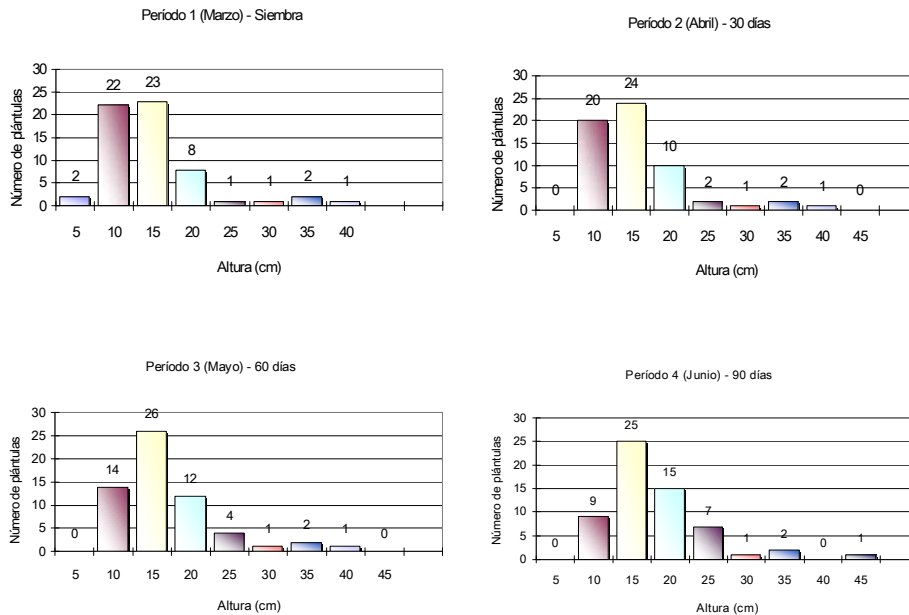 Período 1 (Marzo) - Siembra
Número de plántulas
30
25
20
15
10
5
0
2 22 23 8 1 1 2 1
5 10 15 20 25 30 35 40
Altura (cm)
Período 2 (Abril) - 30 días
Número de plántulas
30
25
20
15
10
5
0
0 20 24 10 2 1 2 1 0
5 10 15 20 25 30 35 40 45
Altura (cm)
Período 3 (Mayo) - 60 días
Número de plántulas
30
25
20
15
10
5
0
0 14 26 12 4 1 2 1 0
5 10 15 20 25 30 35 40 45
Altura (cm)
Período 4 (Junio) - 90 días
Número de plántulas
30
25
20
15
10
5
0
0 9 25 15 7 1 2 0 1
5 10 15 20 25 30 35 40 45
Altura (cm)